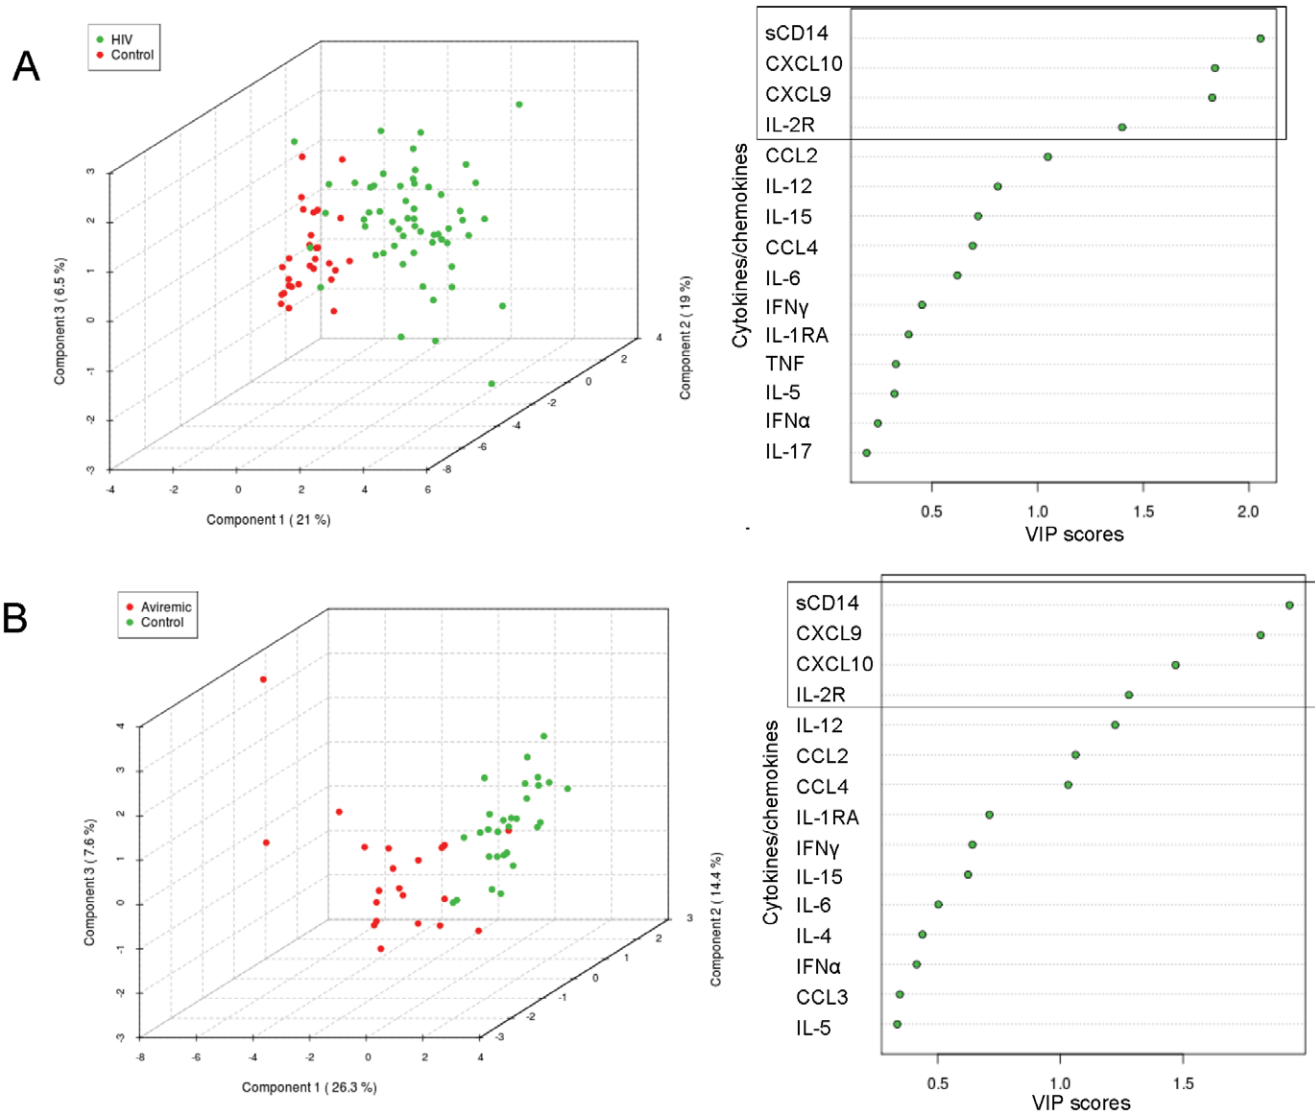 A
HIV
Control
3
2
1
0
-1
-2
-3
Component 3 ( 6.5 %)
-4
-2
0
2
4
6
Component 1 ( 21 %)
-8
-6
-4
-2
0
2
4
Component 2 ( 19 %)
Cytokines/chemokines
sCD14
CXCL10
CXCL9
IL-2R
CCL2
IL-12
IL-15
CCL4
IL-6
IFNγ
IL-1RA
TNF
IL-5
IFNα
IL-17
0.5
1.0
1.5
2.0
VIP scores
B
Aviremic
Control
4
3
2
1
0
-1
-2
-3
Component 3 ( 7.6 %)
-8
-6
-4
-2
0
2
4
Component 1 ( 26.3 %)
-3
-2
-1
0
1
2
3
Component 2 ( 14.4 %)
Cytokines/chemokines
sCD14
CXCL9
CXCL10
IL-2R
IL-12
CCL2
CCL4
IL-1RA
IFNγ
IL-15
IL-6
IL-4
IFNα
CCL3
IL-5
0.5
1.0
1.5
VIP scores